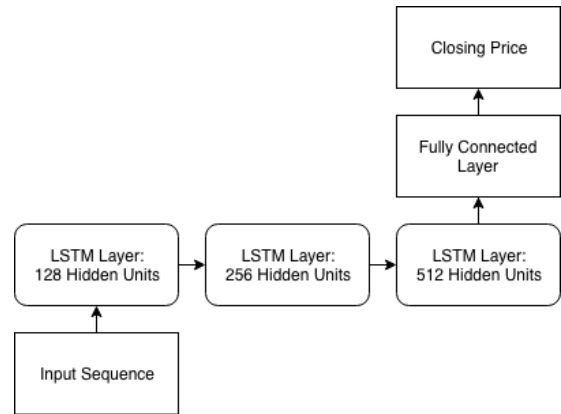 Closing Price
Fully Connected
Layer
LSTM Layer:
128 Hidden Units
LSTM Layer:
256 Hidden Units
LSTM Layer:
512 Hidden Units
Input Sequence